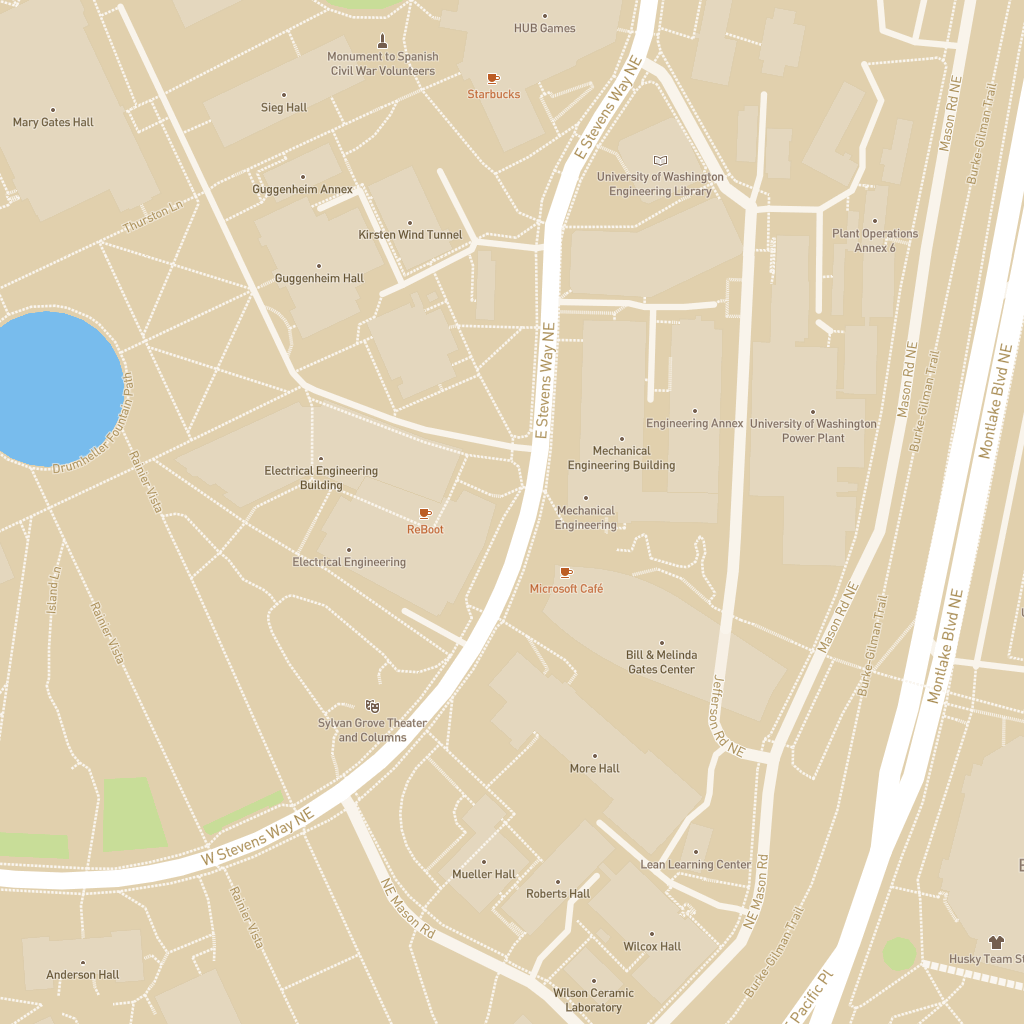 HUB Games
Monument to Spanish
Civil War Volunteers
Starbucks
Sieg Hall
Mary Gates Hall
E Stevens Way NE
Mason Rd NE
Burke-Gilman Trail
University of Washington
Engineering Library
Guggenheim Annex
Thurston Ln
Kirsten Wind Tunnel
Plant Operations
Annex 6
Guggenheim Hall
E Stevens Way NE
Mason Rd NE
Burke-Gilman Trail
Montlake Blvd NE
Drumheller Fountain Path
Engineering Annex
University of Washington
Power Plant
Mechanical
Engineering Building
Electrical Engineering
Building
Rainier Vista
Mechanical
Engineering
ReBoot
Electrical Engineering
Microsoft Café
Island Ln
Rainier Vista
Mason Rd NE
Burke-Gilman Trail
Montlake Blvd NE
Bill & Melinda
Gates Center
Jefferson Rd NE
Sylvan Grove Theater
and Columns
More Hall
W Stevens Way NE
Lean Learning Center
Mueller Hall
Roberts Hall
NE Mason Rd
NE Mason Rd
Rainier Vista
Burke-Gilman Trail
Wilcox Hall
Husky Team St
Anderson Hall
Wilson Ceramic
Laboratory
Pacific Pl